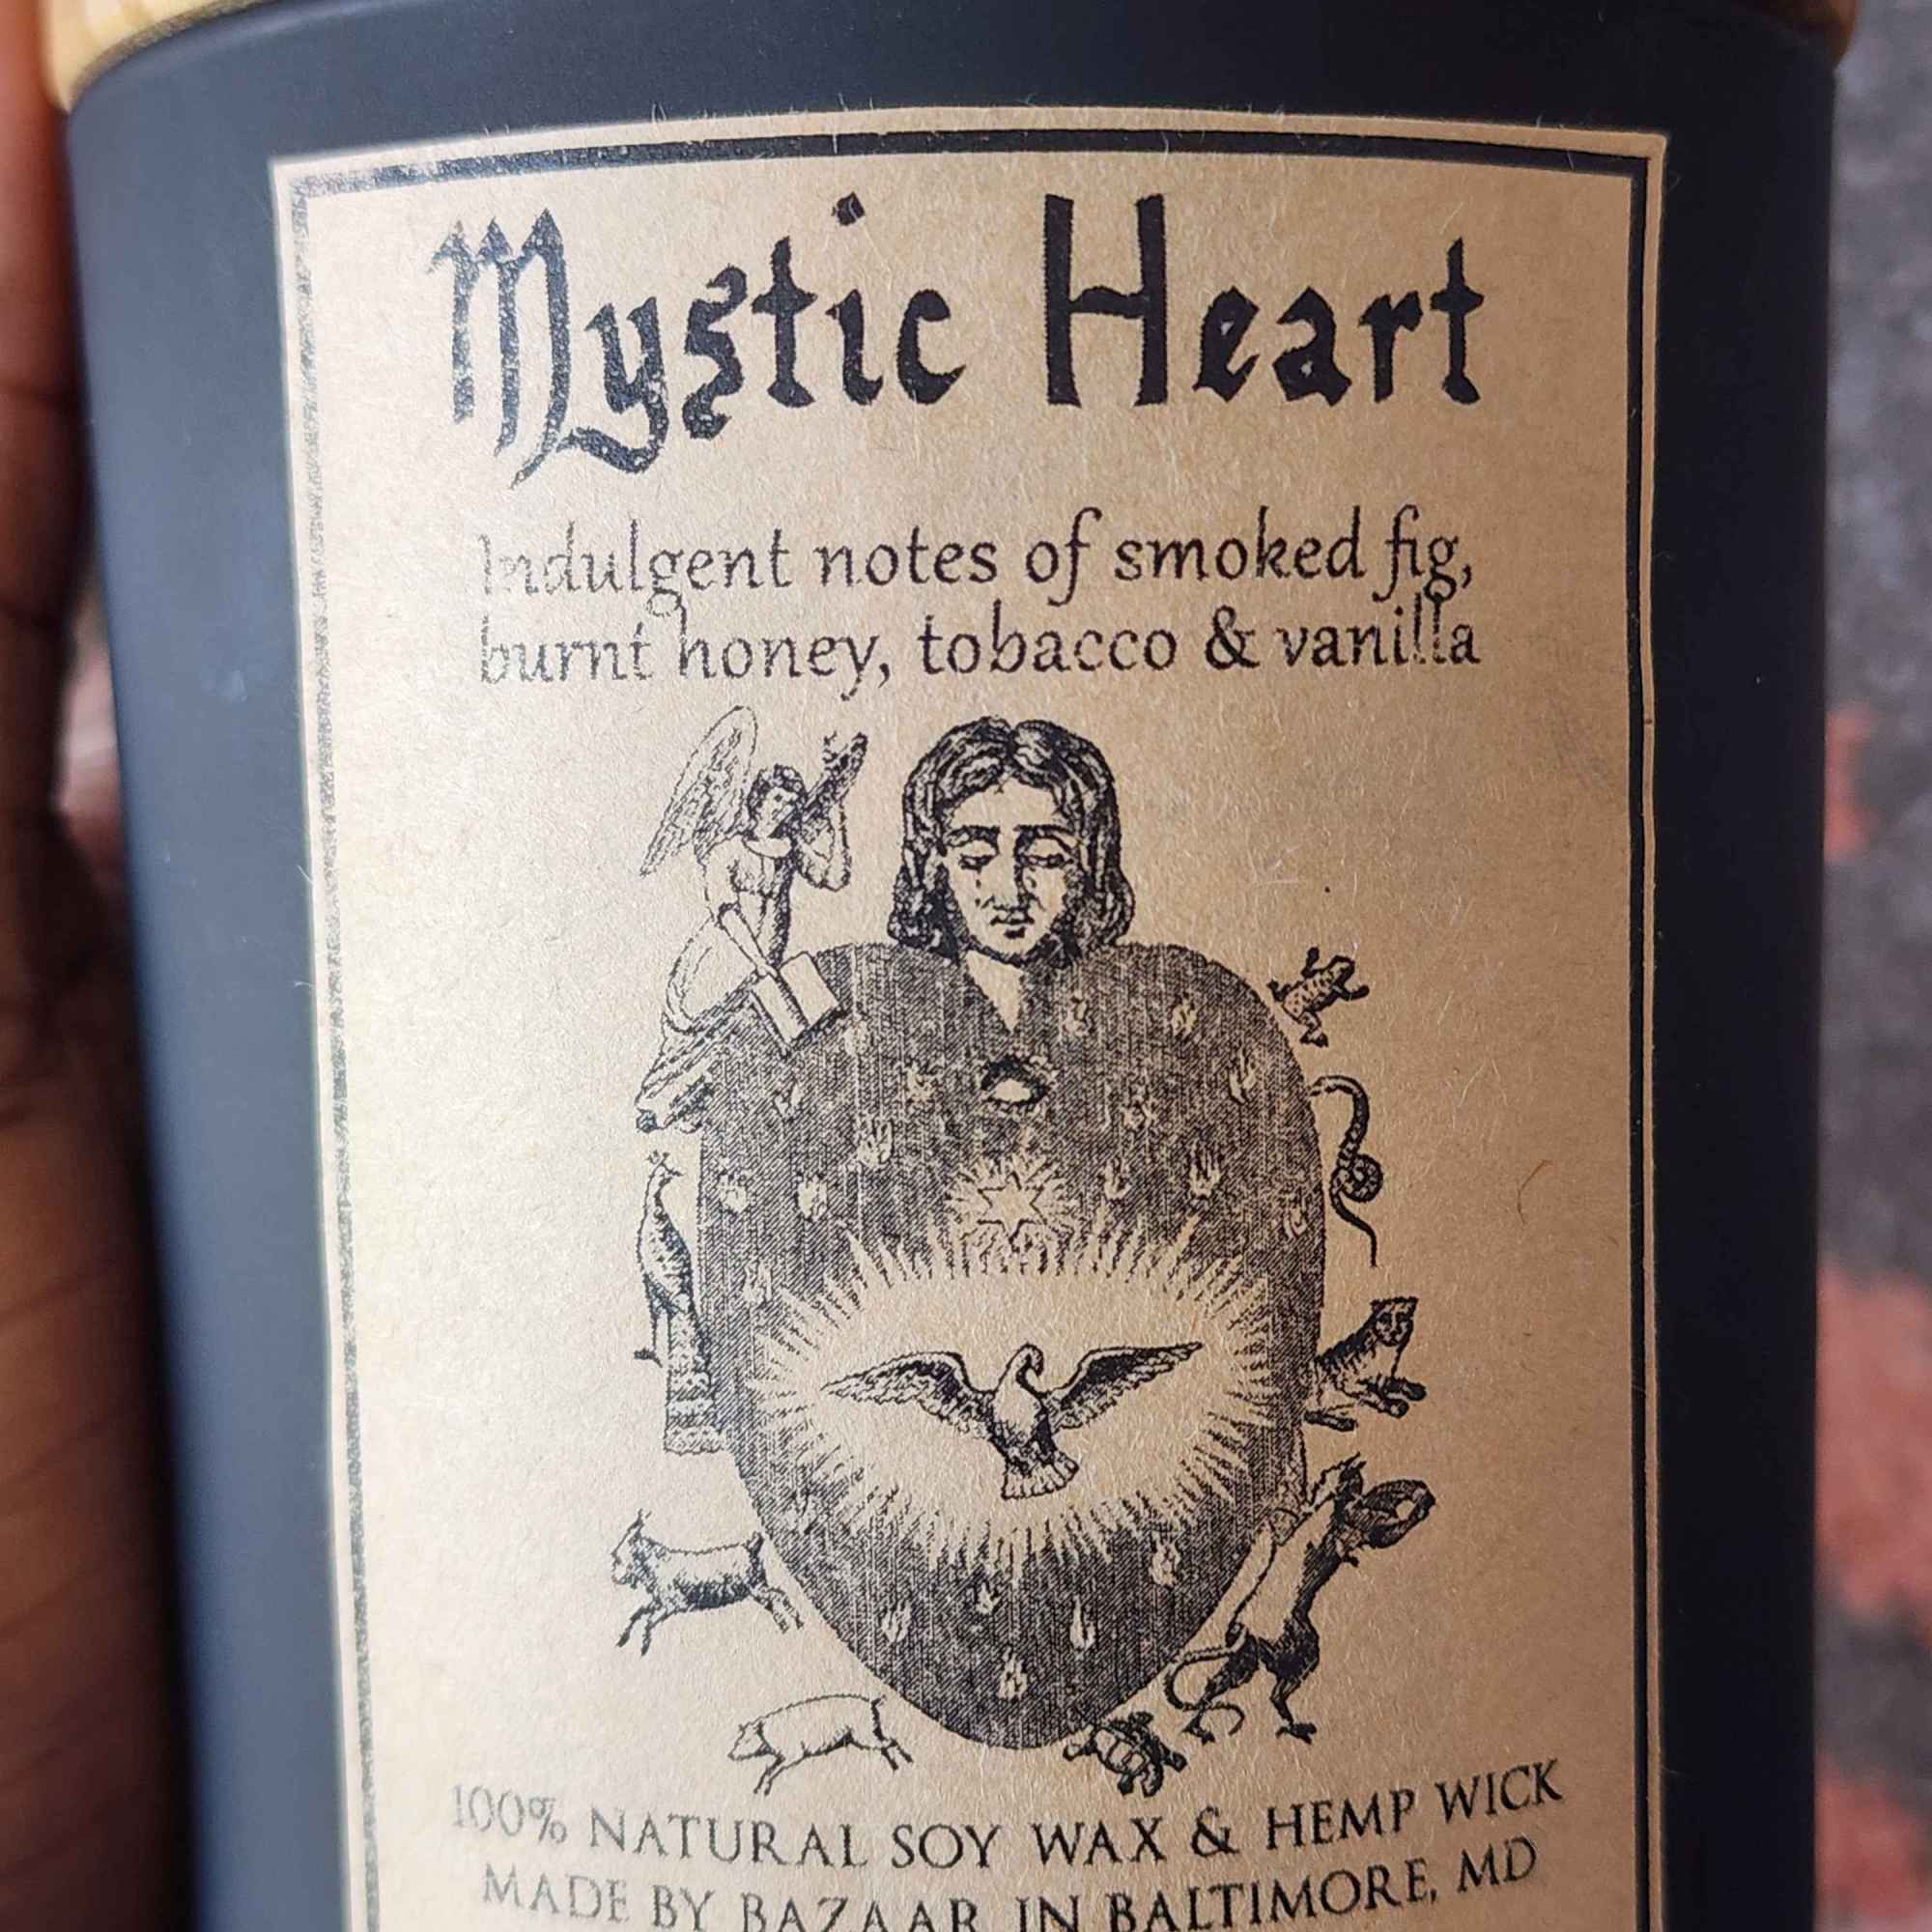 Mystic Heart
Indulgent notes of smoked fig,
burnt honey, tobacco & vanilla
100% NATURAL SOY WAX & HEMP WICK
MADE BY BAZAAR IN BALTIMORE, MD